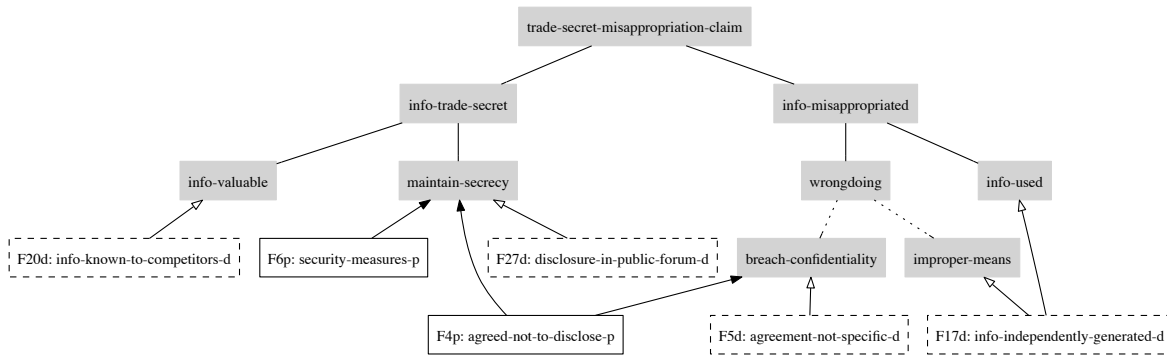 trade-secret-misappropriation-claim
info-trade-secret
info-misappropriated
info-valuable
maintain-secrecy
wrongdoing
info-used
F20d: info-known-to-competitors-d
F6p: security-measures-p
F27d: disclosure-in-public-forum-d
breach-confidentiality
improper-means
F4p: agreed-not-to-disclose-p
F5d: agreement-not-specific-d
F17d: info-independently-generated-d